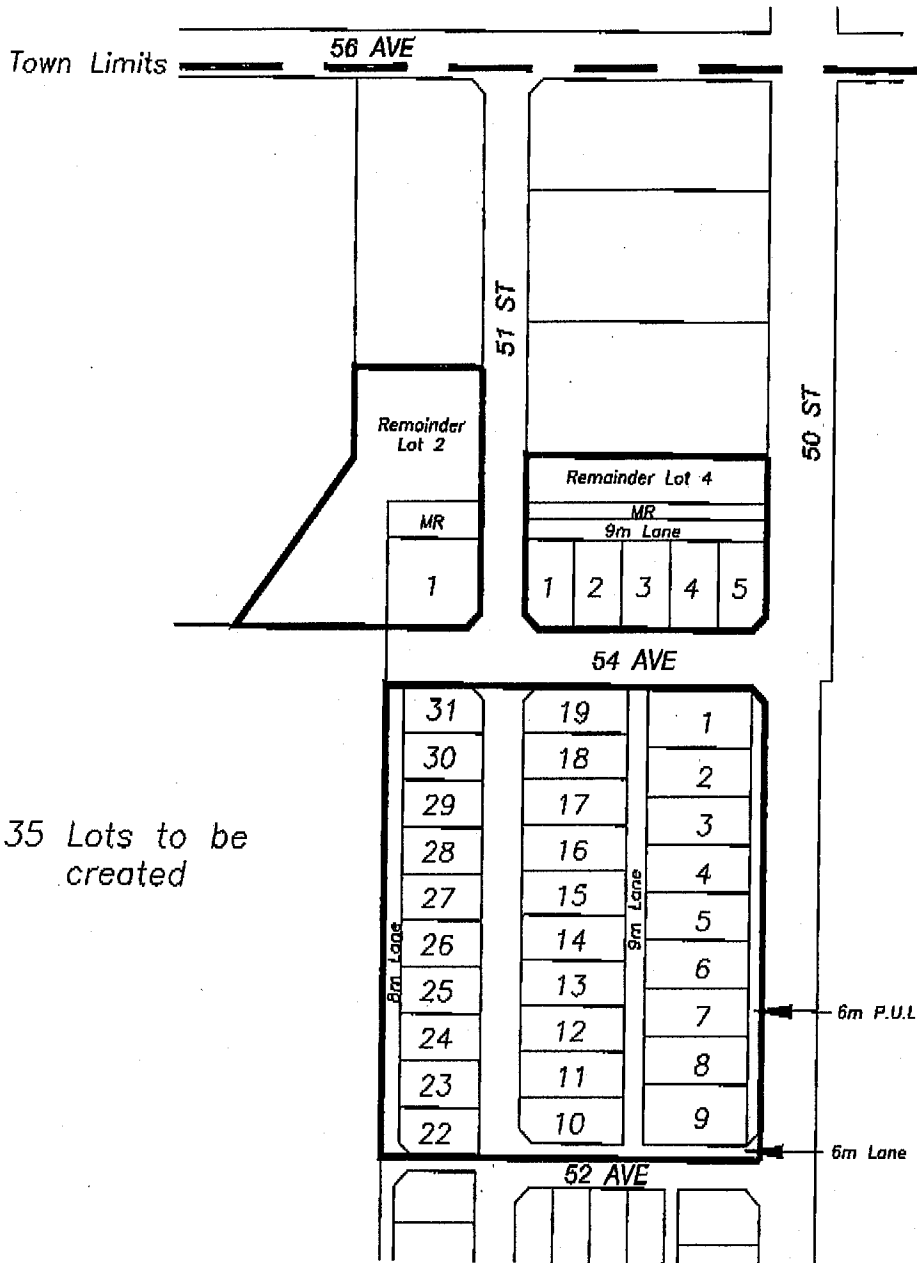 56 AVE
Town Limits
51 ST
50 ST
Remainder
Lot 2
Remainder Lot 4
MR
MR
9m Lane
1
1
2
3
4
5
54 AVE
31
30
29
28
27
26
25
24
23
22
8m Lane
19
18
17
16
15
14
13
12
11
10
9m Lane
1
2
3
4
5
6
7
8
9
35 Lots to be
created
6m P.U.L
6m Lane
52 AVE